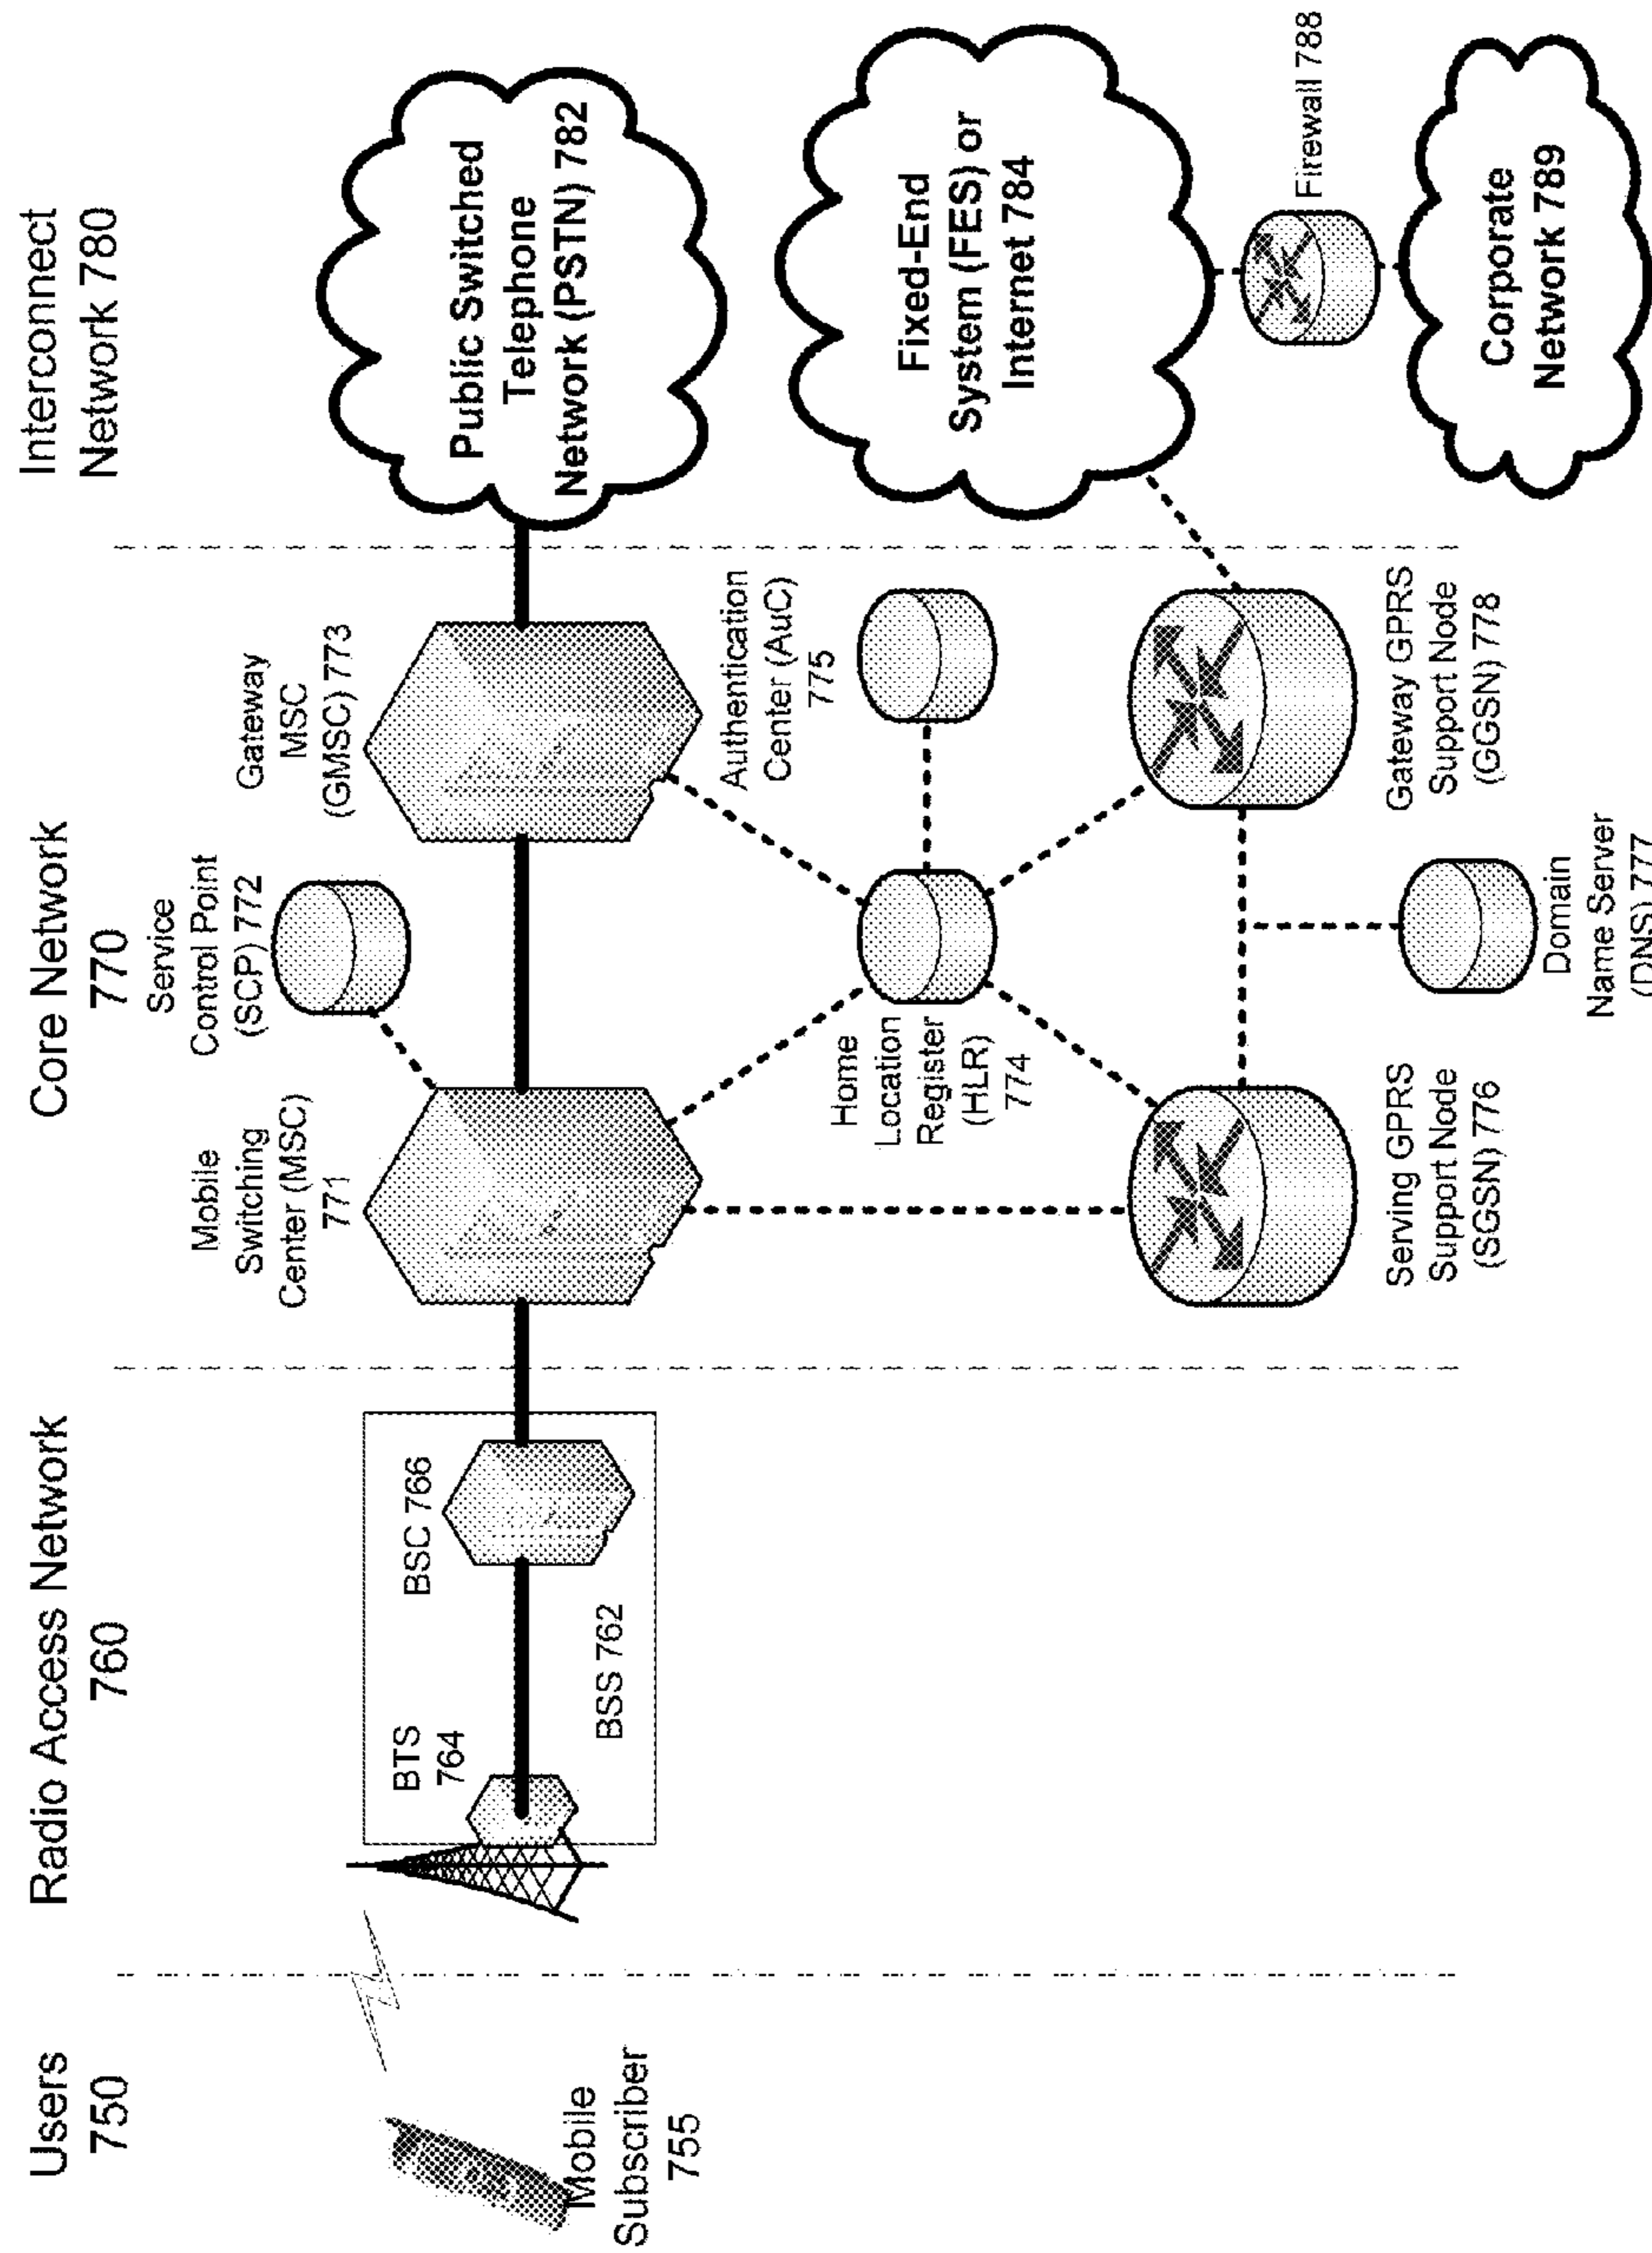 Users
750
Radio Access Network
760
Core Network
770
Interconnect
Network 780
Mobile
Subscriber
755
BTS
764
BSC 766
BSS 762
Mobile
Switching
Center (MSC)
771
Service
Control Point
(SCP) 772
Gateway
MSC
(GMSC) 773
Public Switched
Telephone
Network (PSTN) 782
Home
Location
Register
(HLR)
774
Authentication
Center (AuC)
775
Fixed-End
System (FES) or
Internet 784
Serving GPRS
Support Node
(SGSN) 776
Domain
Name Server
(DNS) 777
Gateway GPRS
Support Node
(GGSN) 778
Firewall 788
Corporate
Network 789